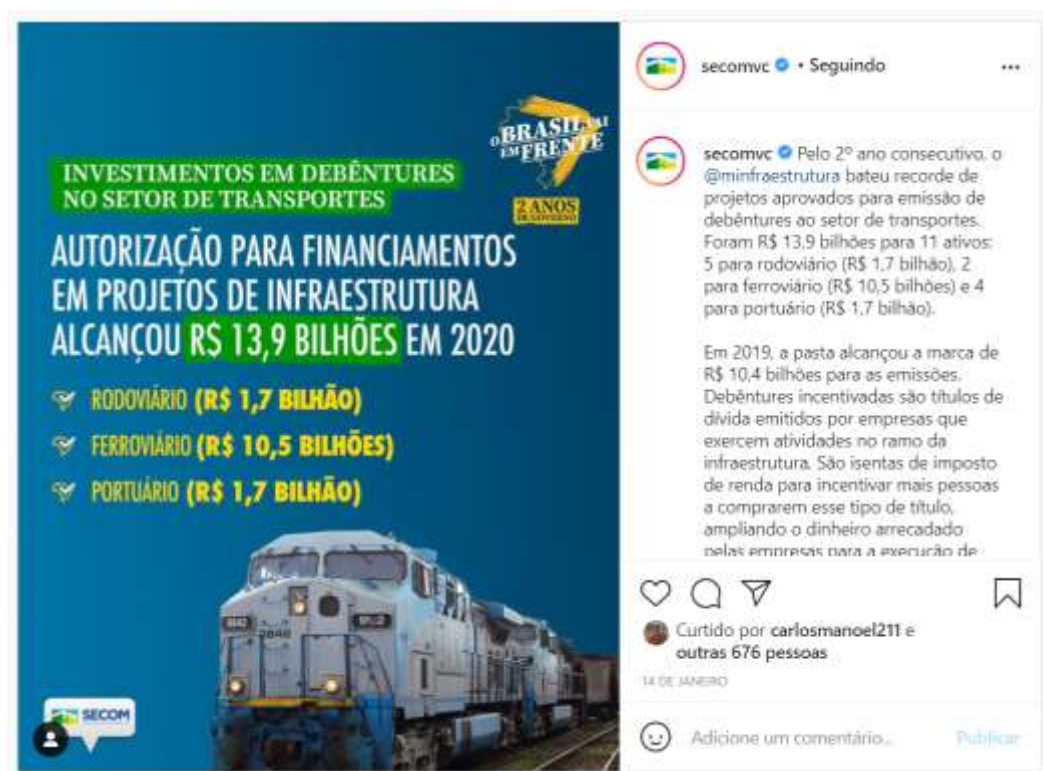 O BRASIL VAI
EM FRENTE
2 ANOS
DE GOVERNO
INVESTIMENTOS EM DEBÊNTURES
NO SETOR DE TRANSPORTES
AUTORIZAÇÃO PARA FINANCIAMENTOS
EM PROJETOS DE INFRAESTRUTURA
ALCANÇOU R$ 13,9 BILHÕES EM 2020
RODOVIÁRIO (R$ 1,7 BILHÃO)
FERROVIÁRIO (R$ 10,5 BILHÕES)
PORTUÁRIO (R$ 1,7 BILHÃO)
SECOM
secomvc • Seguindo
secomvc Pelo 2º ano consecutivo, o
@minfraestrutura bateu recorde de
projetos aprovados para emissão de
debêntures ao setor de transportes.
Foram R$ 13,9 bilhões para 11 ativos:
5 para rodoviário (R$ 1,7 bilhão), 2
para ferroviário (R$ 10,5 bilhões) e 4
para portuário (R$ 1,7 bilhão).
Em 2019, a pasta alcançou a marca de
R$ 10,4 bilhões para as emissões.
Debêntures incentivadas são títulos de
dívida emitidos por empresas que
exercem atividades no ramo da
infraestrutura. São isentas de imposto
de renda para incentivar mais pessoas
a comprarem esse tipo de título,
ampliando o dinheiro arrecadado
pelas empresas para a execução de
Curtido por carlosmanoel211 e
outras 676 pessoas
14 DE JANEIRO
Adicione um comentário...
Publicar